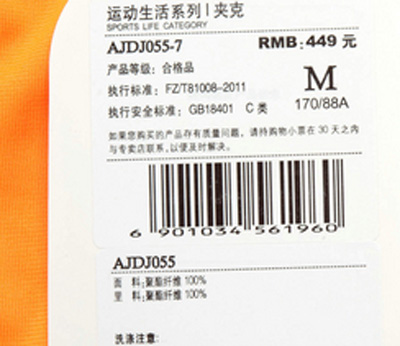 运动生活系列 | 夹克
SPORTS LIFE CATEGORY
AJDJ055-7 RMB: 449 元
产品等级: 合格品
执行标准: FZ/T81008-2011 M
执行安全标准: GB18401 C 类 170/88A
如果您购买的产品存有质量问题, 请持购物小票在 30 天之内
与专卖店联系, 以便及时解决。
6 901034 561960
AJDJ055
面 料: 聚酯纤维 100%
里 料: 聚酯纤维 100%
洗涤注意: